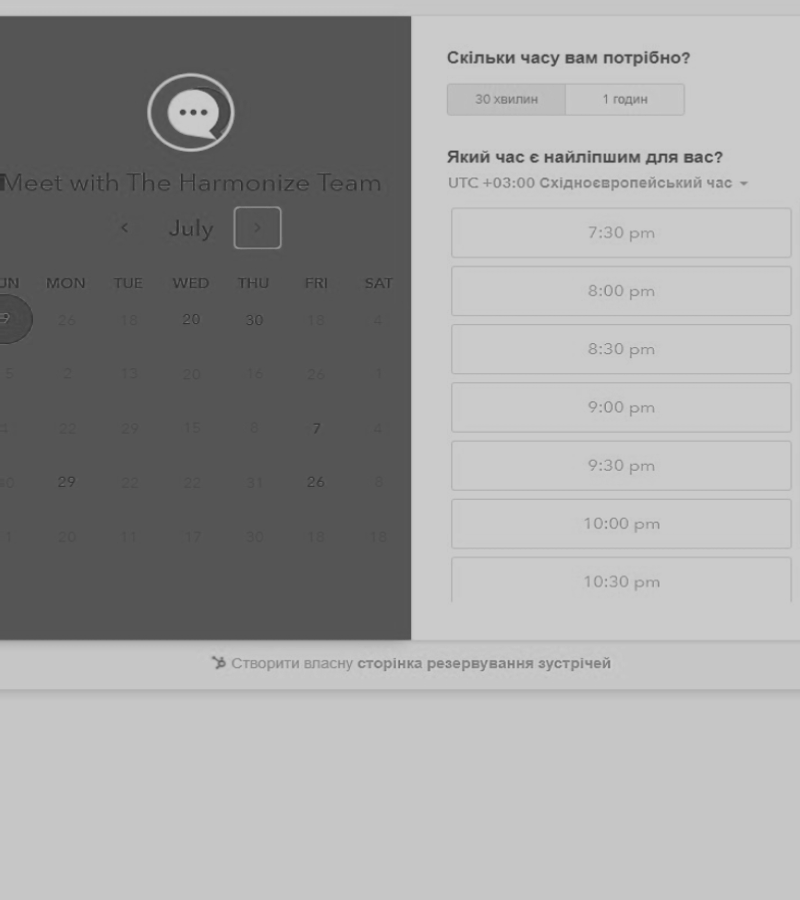 Meet with The Harmonize Team
July
MON TUE WED THU FRI SAT
26 18 20 30 18 4
5 2 13 20 16 26 1
22 29 15 8 7 4
29 22 22 31 26 8
1 20 11 17 30 18 18
Скільки часу вам потрібно?
30 хвилин 1 годин
Який час є найліпшим для вас?
UTC +03:00 Східноєвропейський час
7:30 pm
8:00 pm
8:30 pm
9:00 pm
9:30 pm
10:00 pm
10:30 pm
Створити власну сторінка резервування зустрічей